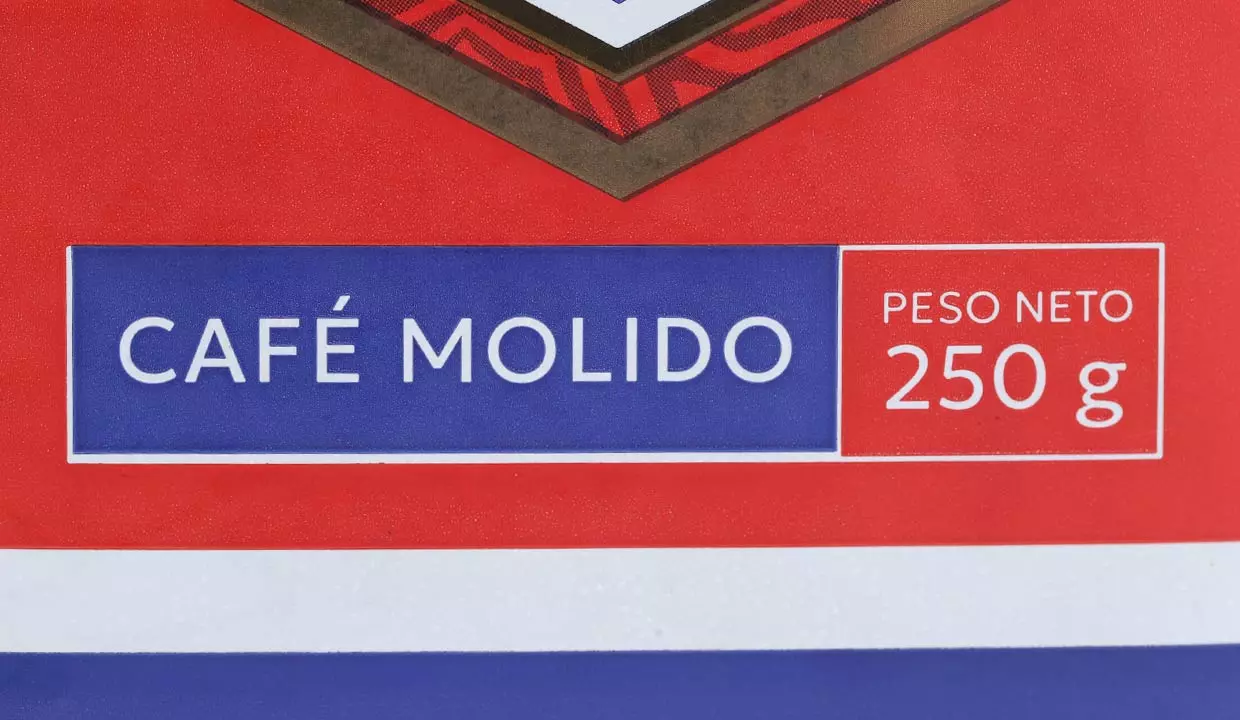 CAFÉ MOLIDO
PESO NETO
250 g